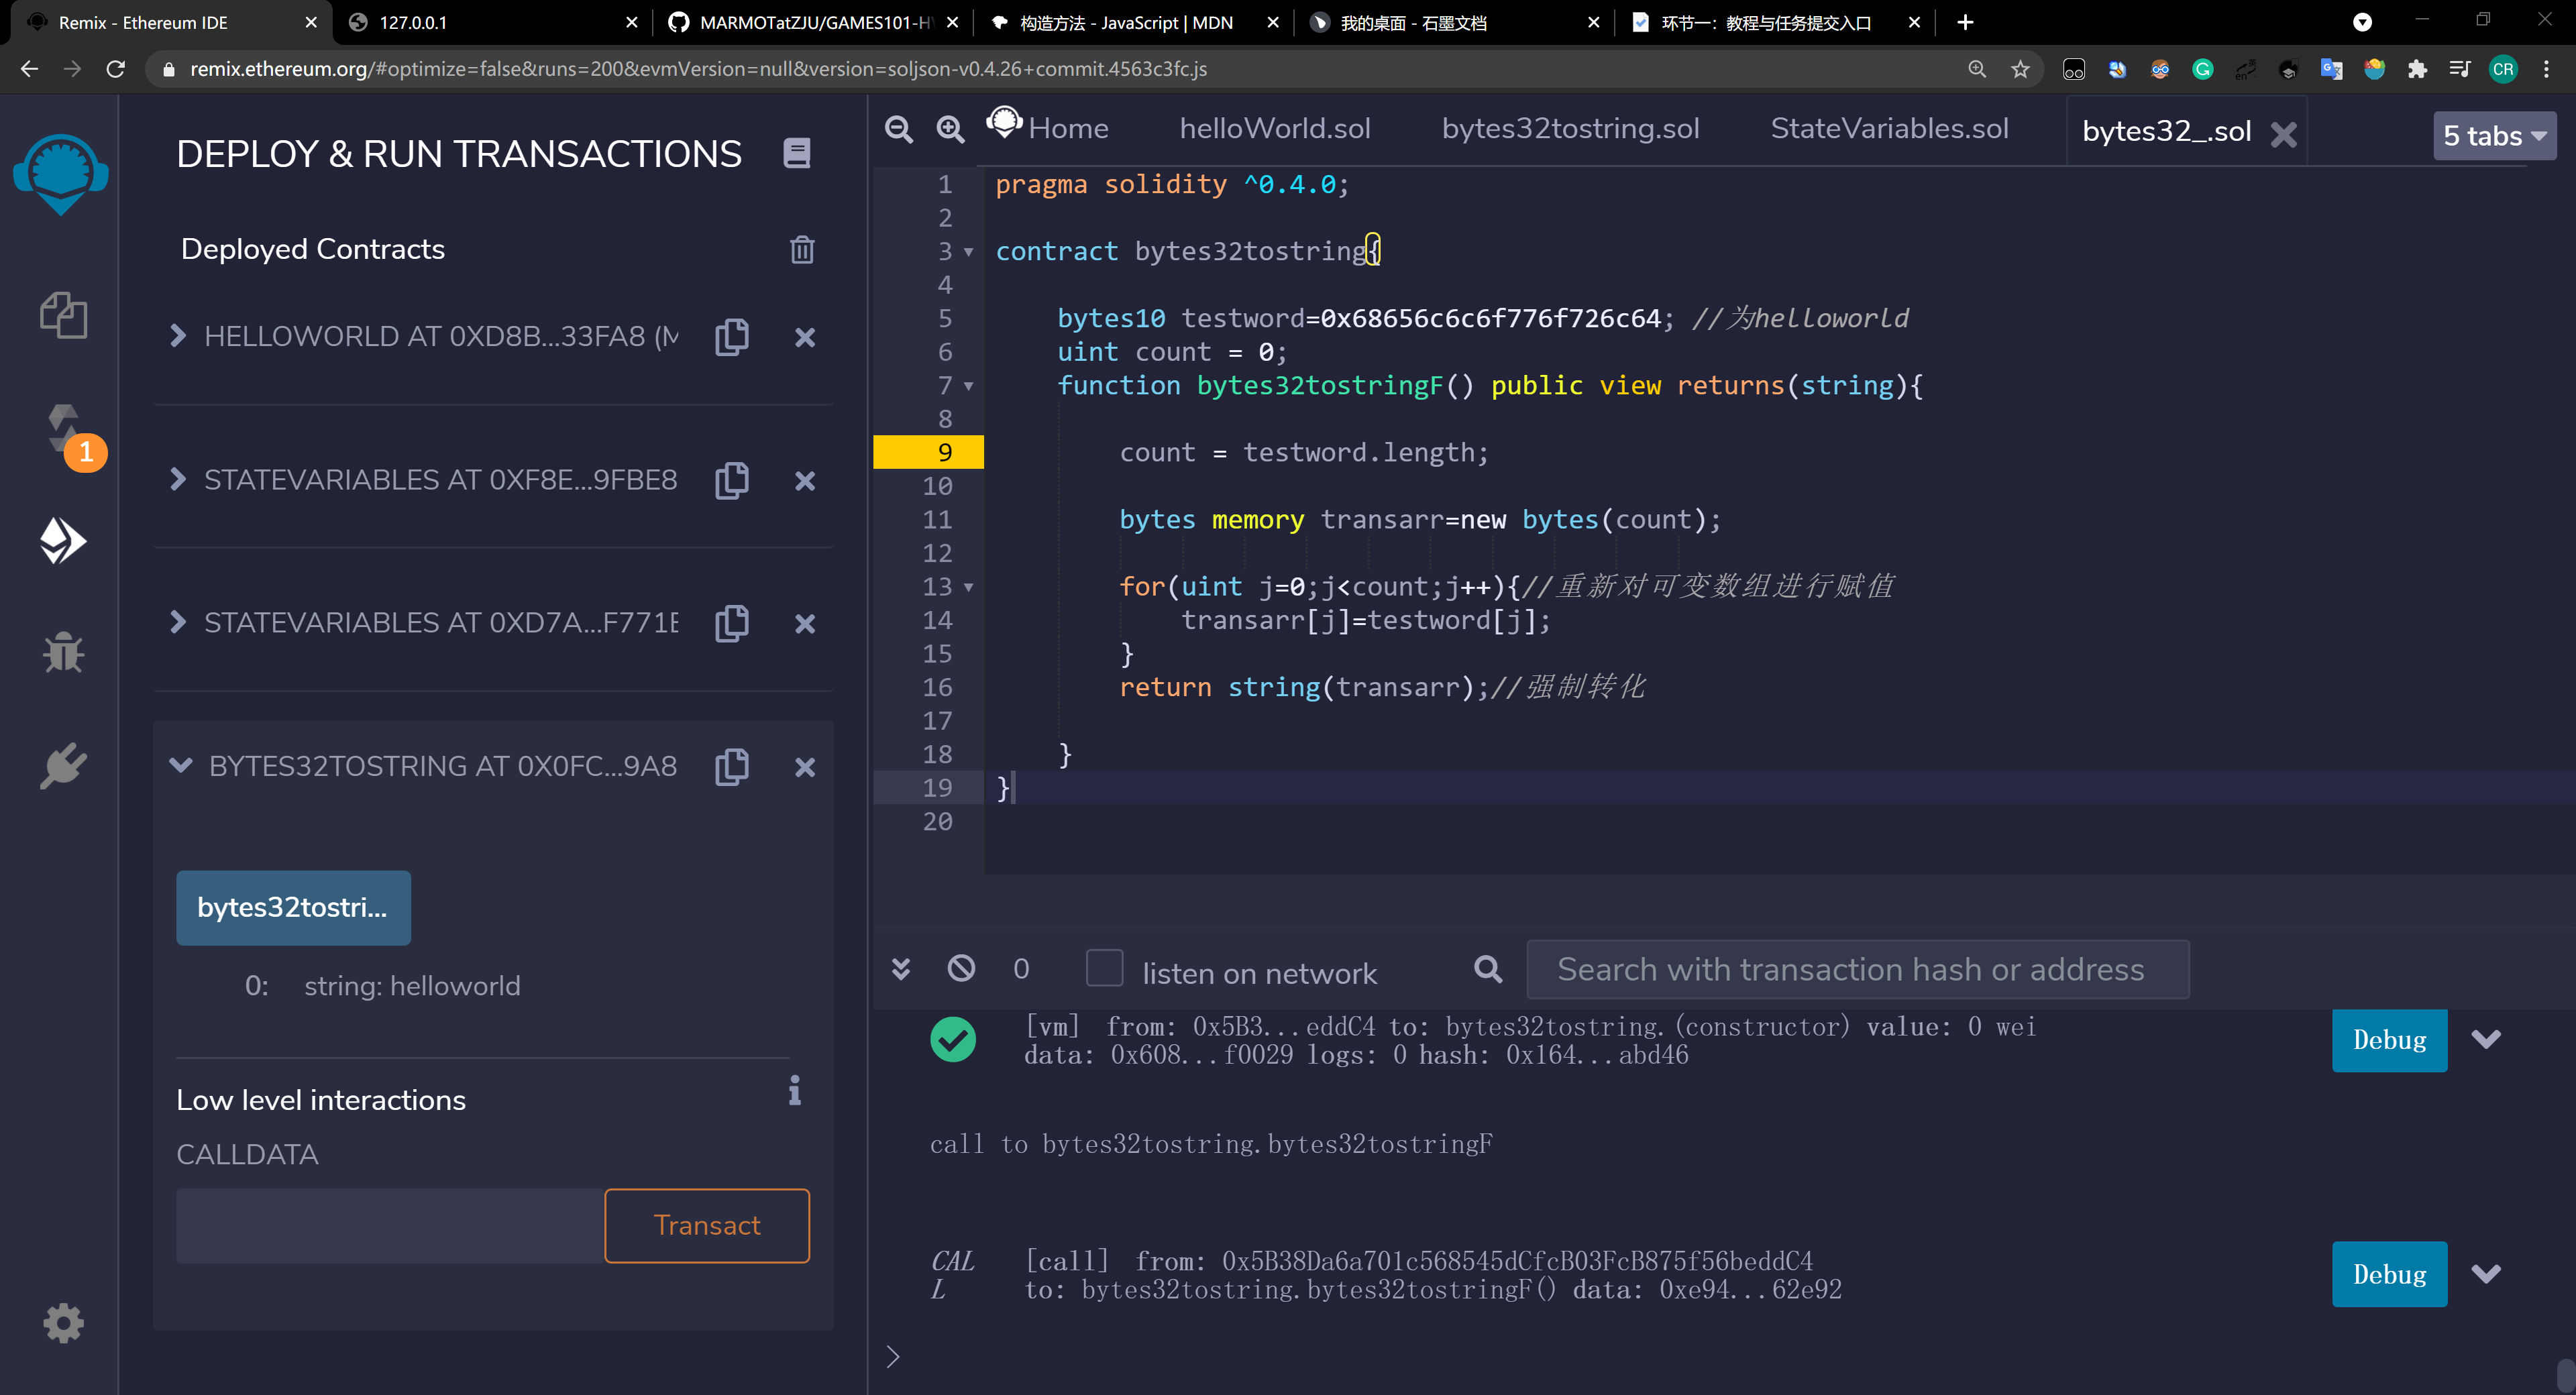 Remix - Ethereum IDE
127.0.0.1
MARMOTatZJU/GAMES101-H
构造方法 - JavaScript | MDN
我的桌面 - 石墨文档
环节一：教程与任务提交入口
remix.ethereum.org/#optimize=false&runs=200&evmVersion=null&version=soljson-v0.4.26+commit.4563c3fc.js
CR
DEPLOY & RUN TRANSACTIONS
Deployed Contracts
HELLOWORLD AT 0XD8B...33FA8 (M
STATEVARIABLES AT 0XF8E...9FBE8
STATEVARIABLES AT 0XD7A...F771E
BYTES32TOSTRING AT 0X0FC...9A8
bytes32tostri...
0: string: helloworld
Low level interactions
CALLDATA
Transact
1
Home
helloWorld.sol
bytes32tostring.sol
StateVariables.sol
bytes32_.sol
5 tabs
1 pragma solidity ^0.4.0;
2
3 contract bytes32tostring{
4
5 bytes10 testword=0x68656c6c6f776f726c64; //为helloworld
6 uint count = 0;
7 function bytes32tostringF() public view returns(string){
8
9 count = testword.length;
10
11 bytes memory transarr=new bytes(count);
12
13 for(uint j=0;j<count;j++){//重新对可变数组进行赋值
14 transarr[j]=testword[j];
15 }
16 return string(transarr);//强制转化
17
18 }
19 }
20
0
listen on network
Search with transaction hash or address
[vm] from: 0x5B3...eddC4 to: bytes32tostring.(constructor) value: 0 wei
data: 0x608...f0029 logs: 0 hash: 0x164...abd46
Debug
call to bytes32tostring.bytes32tostringF
CAL
L
[call] from: 0x5B38Da6a701c568545dCfcB03FcB875f56beddC4
to: bytes32tostring.bytes32tostringF() data: 0xe94...62e92
Debug
>